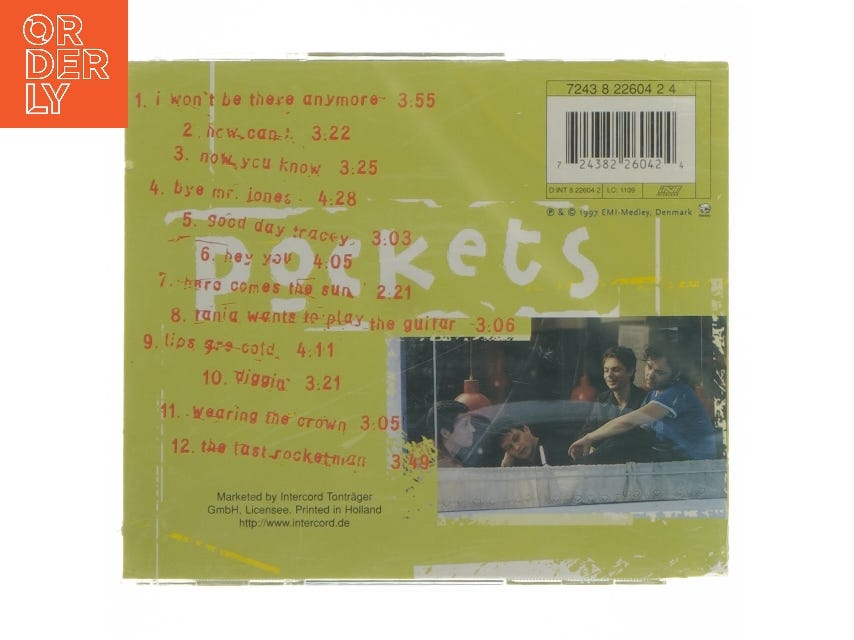 OR
DER
LY
1. i won't be there anymore 3:55
2. how can i 3:22
3. now you know 3:25
4. bye mr. jones 4:28
5. good day tracey 3:03
6. hey you 4:05
7. here comes the sun 2:21
8. tania wants to play the guitar 3:06
9. lips are cold 4:11
10. diggin' 3:21
11. wearing the crown 3:05
12. the last rocketman 3:49
pockets
7243 8 22604 2 4
7 24382 26042 4
D:INT 8 22604 2 LC: 1109
EMI
℗ & © 1997 EMI-Medley, Denmark
Marketed by Intercord Tonträger
GmbH, Licensee. Printed in Holland
http://www.intercord.de